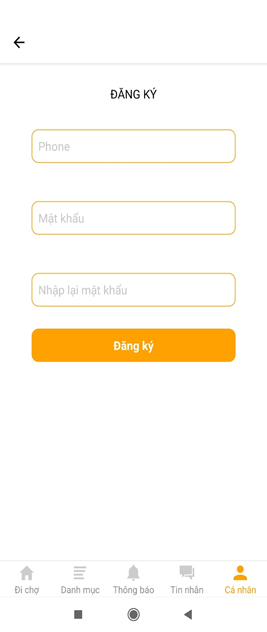 ĐĂNG KÝ
Phone
Mật khẩu
Nhập lại mật khẩu
Đăng ký
Đi chợ
Danh mục
Thông báo
Tin nhắn
Cá nhân